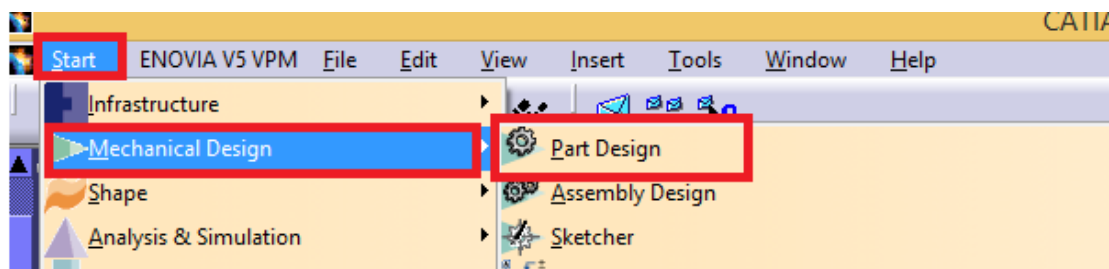 CATIA
Start ENOVIA V5 VPM File Edit View Insert Tools Window Help
Infrastructure
Mechanical Design
Part Design
Shape
Assembly Design
Analysis & Simulation
Sketcher